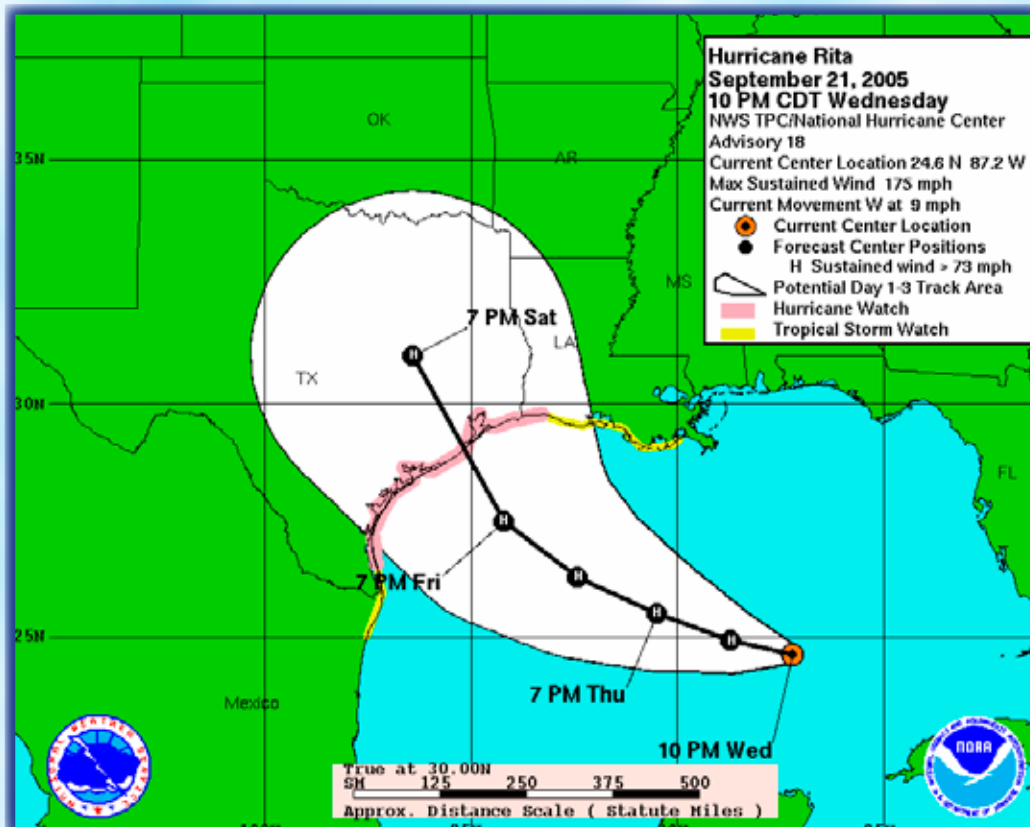 Hurricane Rita
September 21, 2005
10 PM CDT Wednesday
NWS TPC/National Hurricane Center
Advisory 18
Current Center Location 24.6 N 87.2 W
Max Sustained Wind 175 mph
Current Movement W at 9 mph
Current Center Location
Forecast Center Positions
H Sustained wind > 73 mph
Potential Day 1-3 Track Area
Hurricane Watch
Tropical Storm Watch
OK
AR
35N
MS
7 PM Sat
LA
TX
30N
FL
H
H
7 PM Fri
H
H
H
25N
7 PM Thu
Mexico
10 PM Wed
NOAA
True at 30.00N
SM 125 250 375 500
Approx. Distance Scale ( Statute Miles )